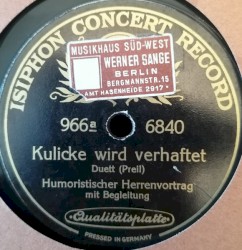 ISIPHON CONCERT RECORD
MUSIKHAUS SÜD-WEST
WERNER SANGE
BERLIN
BERGMANNSTR. 15
AMT HASENHEIDE 2917
966a 6840
Kulicke wird verhaftet
Duett (Preil)
Humoristischer Herrenvortrag
mit Begleitung
Qualitätsplatte
PRESSED IN GERMANY